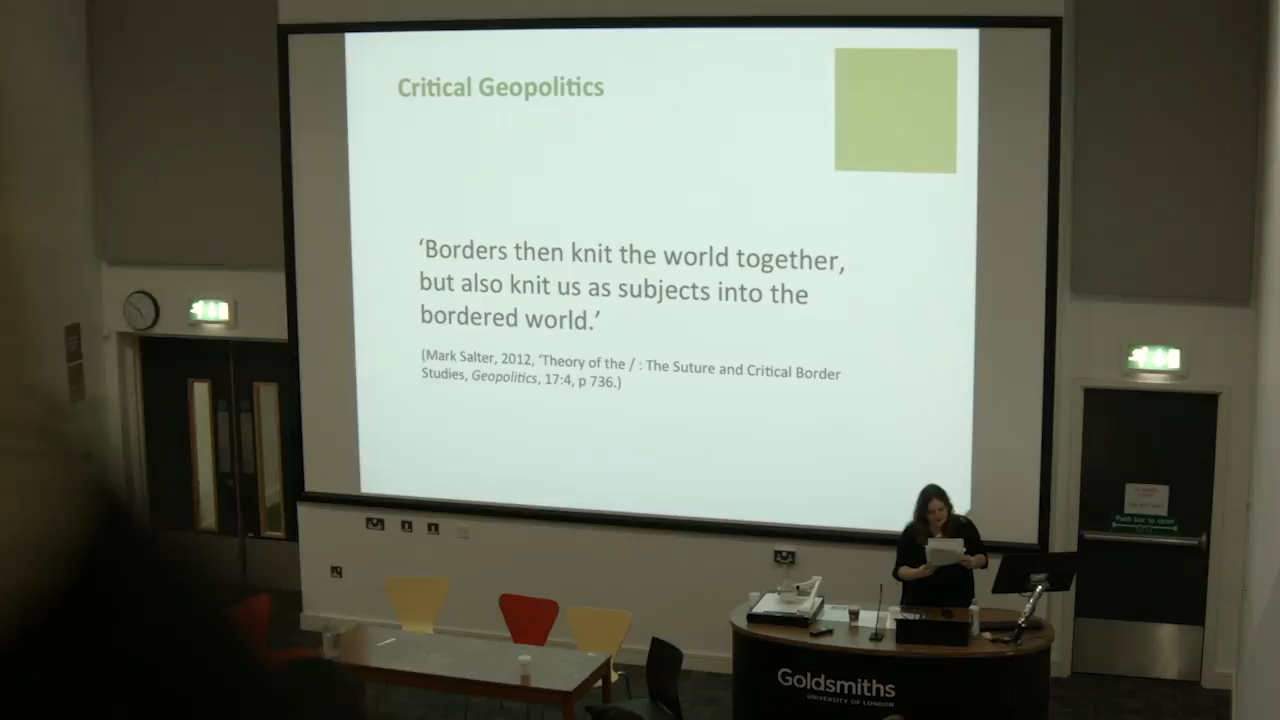 Critical Geopolitics
‘Borders then knit the world together,
but also knit us as subjects into the
bordered world.’
(Mark Salter, 2012, ‘Theory of the / : The Suture and Critical Border
Studies, Geopolitics, 17:4, p 736.)
Push bar to open
Goldsmiths
UNIVERSITY OF LONDON